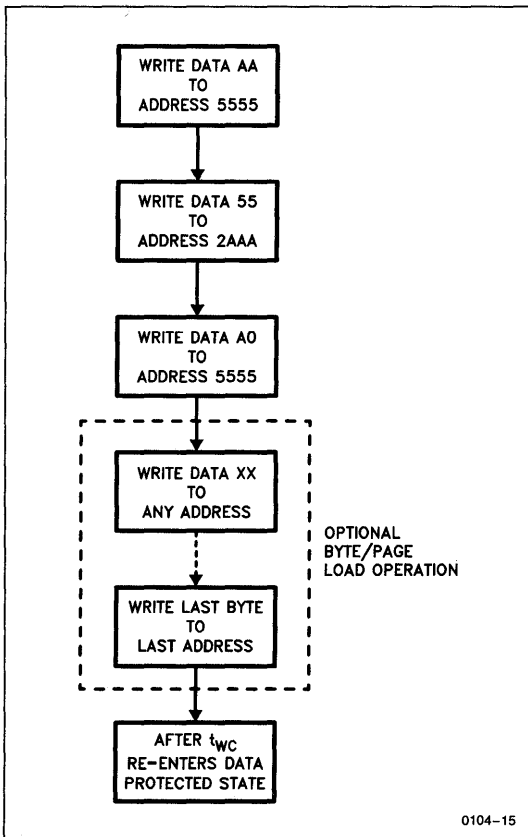 WRITE DATA AA
TO
ADDRESS 5555
WRITE DATA 55
TO
ADDRESS 2AAA
WRITE DATA A0
TO
ADDRESS 5555
WRITE DATA XX
TO
ANY ADDRESS
WRITE LAST BYTE
TO
LAST ADDRESS
OPTIONAL
BYTE/PAGE
LOAD OPERATION
AFTER tWC
RE-ENTERS DATA
PROTECTED STATE
0104-15